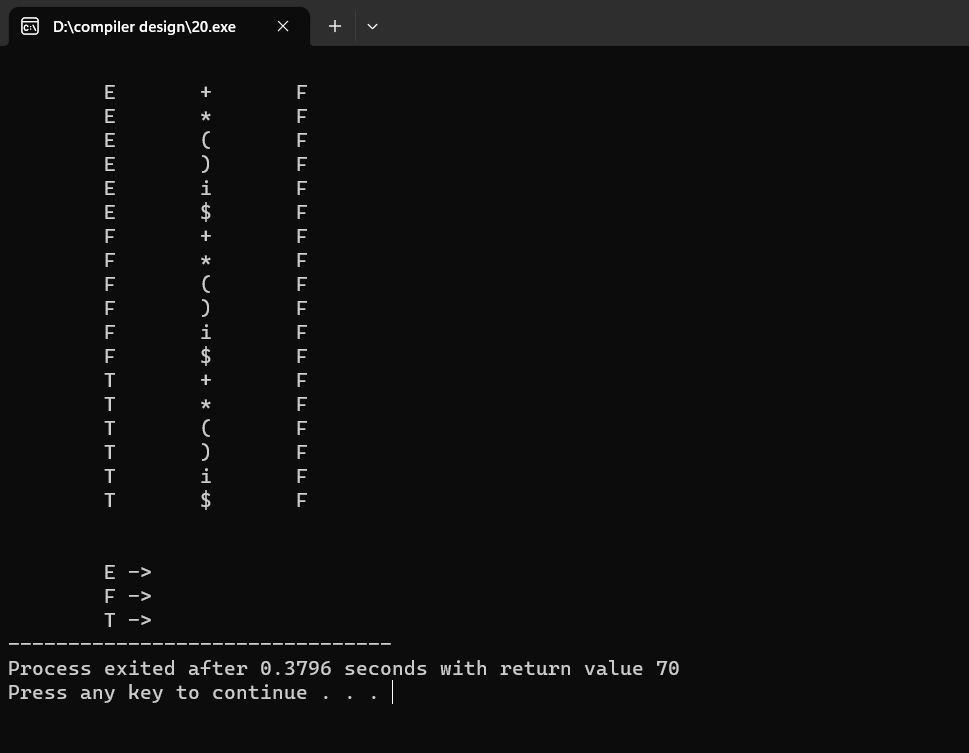 D:\compiler design\20.exe
E + F
E * F
E ( F
E ) F
E i F
E $ F
F + F
F * F
F ( F
F ) F
F i F
F $ F
T + F
T * F
T ( F
T ) F
T i F
T $ F
E ->
F ->
T ->
--------------------------------
Process exited after 0.3796 seconds with return value 70
Press any key to continue . . .